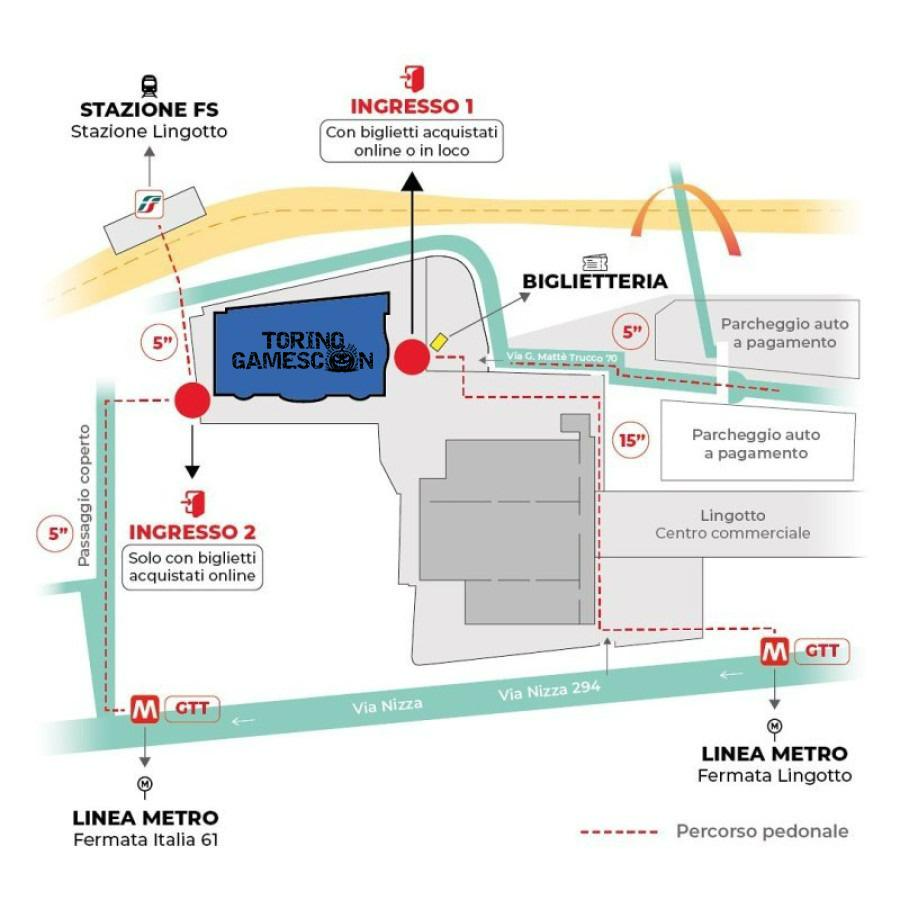 STAZIONE FS
Stazione Lingotto
INGRESSO 1
Con biglietti acquistati
online o in loco
BIGLIETTERIA
TORINO
GAMESCON
5”
5”
Via G. Mattè Trucco 70
Parcheggio auto
a pagamento
15”
Parcheggio auto
a pagamento
Passaggio coperto
5”
INGRESSO 2
Solo con biglietti
acquistati online
Lingotto
Centro commerciale
M GTT
Via Nizza
Via Nizza 294
M GTT
M
LINEA METRO
Fermata Lingotto
M
LINEA METRO
Fermata Italia 61
Percorso pedonale